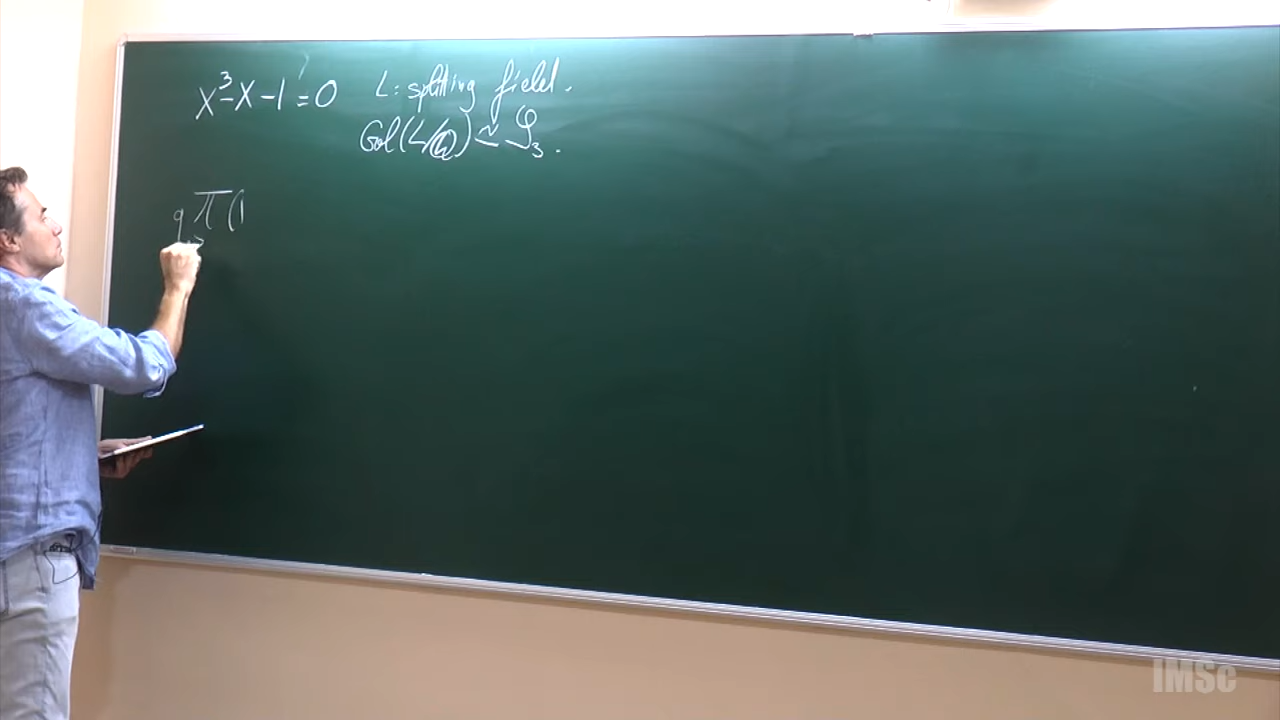 x³-x-1=0 L: splitting field.
Gal(L/ℚ) ≃ 𝒮₃.
q π (1
IMSc